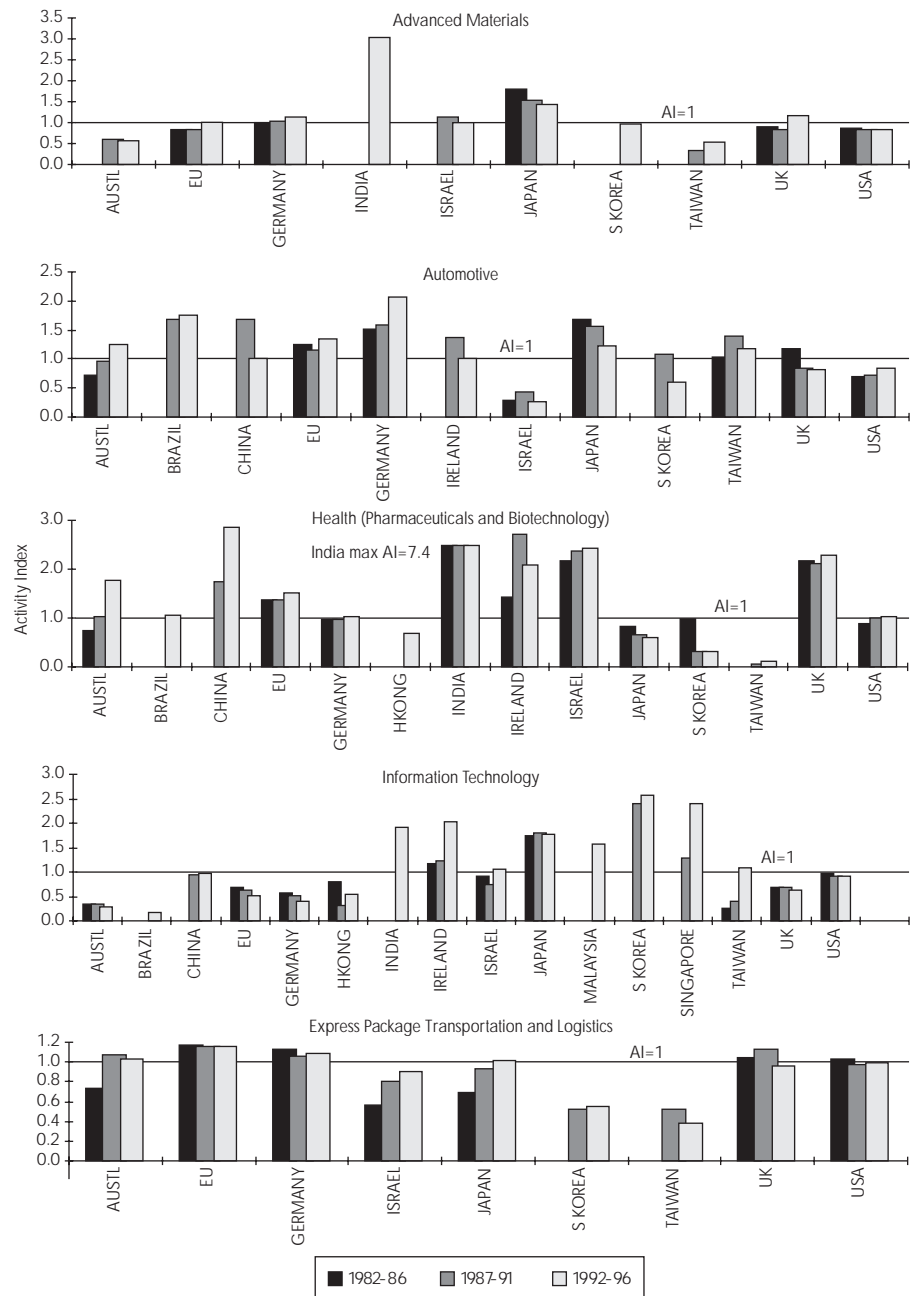 Advanced Materials
3.5
3.0
2.5
2.0
1.5
1.0
0.5
0.0
AI=1
AUSTL
EU
GERMANY
INDIA
ISRAEL
JAPAN
S KOREA
TAIWAN
UK
USA
Automotive
2.5
2.0
1.5
1.0
0.5
0.0
AI=1
AUSTL
BRAZIL
CHINA
EU
GERMANY
IRELAND
ISRAEL
JAPAN
S KOREA
TAIWAN
UK
USA
Activity Index
Health (Pharmaceuticals and Biotechnology)
3.0
2.0
1.0
0.0
India max AI=7.4
AI=1
AUSTL
BRAZIL
CHINA
EU
GERMANY
HKONG
INDIA
IRELAND
ISRAEL
JAPAN
S KOREA
TAIWAN
UK
USA
Information Technology
3.0
2.5
2.0
1.5
1.0
0.5
0.0
AI=1
AUSTL
BRAZIL
CHINA
EU
GERMANY
HKONG
INDIA
IRELAND
ISRAEL
JAPAN
MALAYSIA
S KOREA
SINGAPORE
TAIWAN
UK
USA
Express Package Transportation and Logistics
1.2
1.0
0.8
0.6
0.4
0.2
0.0
AI=1
AUSTL
EU
GERMANY
ISRAEL
JAPAN
S KOREA
TAIWAN
UK
USA
1982-86
1987-91
1992-96